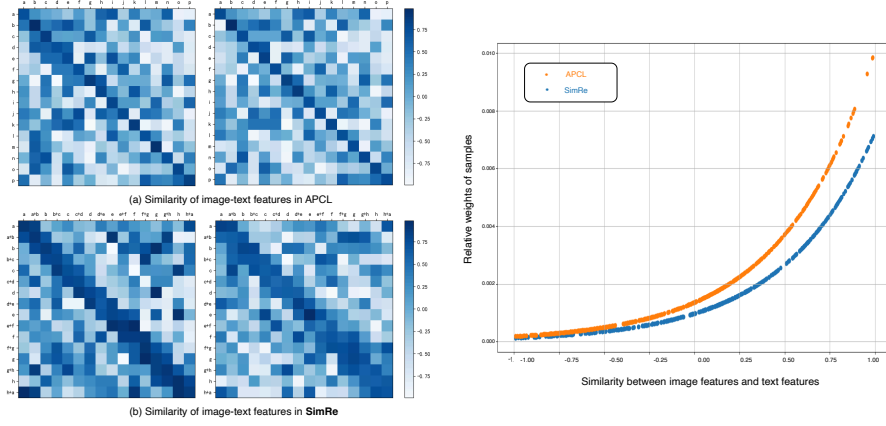 a b c d e f g h i j k l m n o p
a b c d e f g h i j k l m n o p
a
b
c
d
e
f
g
h
i
j
k
l
m
n
o
p
0.75
0.50
0.25
0.00
-0.25
-0.50
-0.75
(a) Similarity of image-text features in APCL
a a+b b b+c c c+d d d+e e e+f f f+g g g+h h h+a
a a+b b b+c c c+d d d+e e e+f f f+g g g+h h h+a
a
a+b
b
b+c
c
c+d
d
d+e
e
e+f
f
f+g
g
g+h
h
h+a
0.75
0.50
0.25
0.00
-0.25
-0.50
-0.75
(b) Similarity of image-text features in SimRe
APCL
SimRe
Relative weights of samples
0.010
0.008
0.006
0.004
0.002
0.000
-1. -1.00 -0.75 -0.50 -0.25 0.00 0.25 0.50 0.75 1.00
Similarity between image features and text features